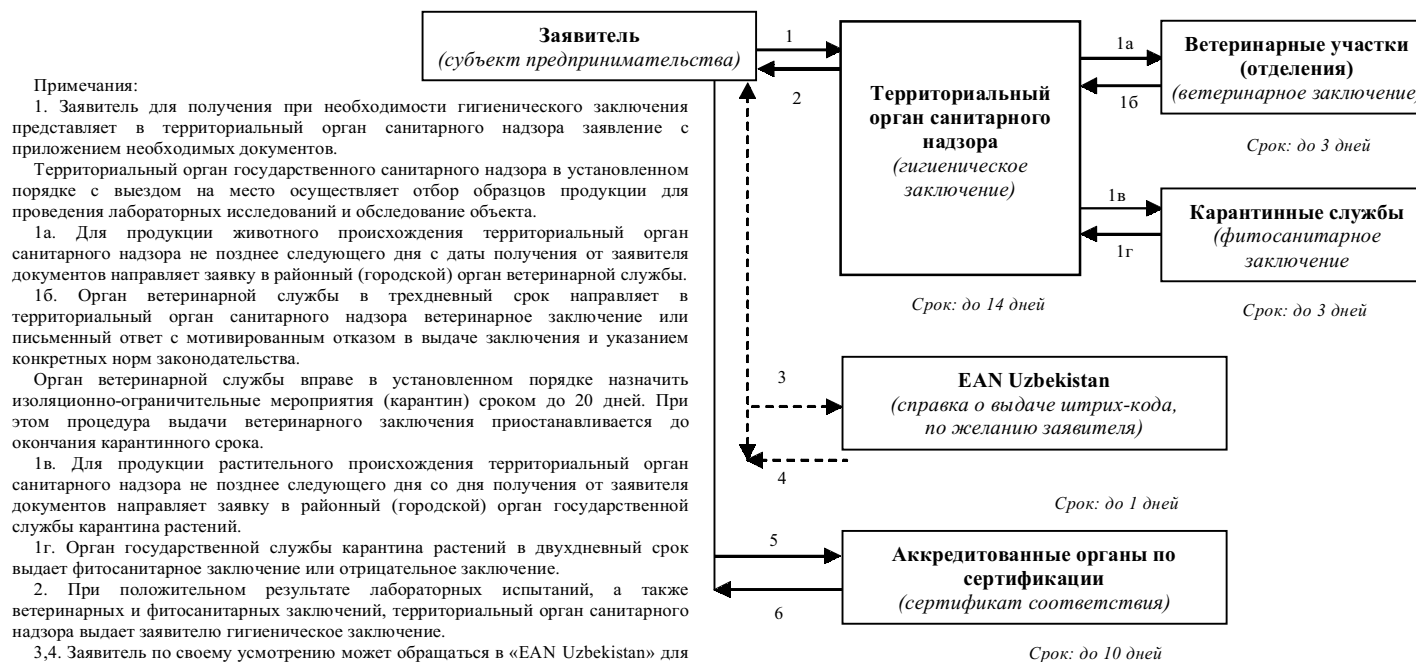 Примечания:
1. Заявитель для получения при необходимости гигиенического заключения
представляет в территориальный орган санитарного надзора заявление с
приложением необходимых документов.
Территориальный орган государственного санитарного надзора в установленном
порядке с выездом на место осуществляет отбор образцов продукции для
проведения лабораторных исследований и обследование объекта.
1а. Для продукции животного происхождения территориальный орган
санитарного надзора не позднее следующего дня с даты получения от заявителя
документов направляет заявку в районный (городской) орган ветеринарной службы.
1б. Орган ветеринарной службы в трехдневный срок направляет в
территориальный орган санитарного надзора ветеринарное заключение или
письменный ответ с мотивированным отказом в выдаче заключения и указанием
конкретных норм законодательства.
Орган ветеринарной службы вправе в установленном порядке назначить
изоляционно-ограничительные мероприятия (карантин) сроком до 20 дней. При
этом процедура выдачи ветеринарного заключения приостанавливается до
окончания карантинного срока.
1в. Для продукции растительного происхождения территориальный орган
санитарного надзора не позднее следующего дня со дня получения от заявителя
документов направляет заявку в районный (городской) орган государственной
службы карантина растений.
1г. Орган государственной службы карантина растений в двухдневный срок
выдает фитосанитарное заключение или отрицательное заключение.
2. При положительном результате лабораторных испытаний, а также
ветеринарных и фитосанитарных заключений, территориальный орган санитарного
надзора выдает заявителю гигиеническое заключение.
3,4. Заявитель по своему усмотрению может обращаться в «EAN Uzbekistan» для
Заявитель
(субъект предпринимательства)
1
2
Территориальный
орган санитарного
надзора
(гигиеническое
заключение)
Срок: до 14 дней
1а
1б
Ветеринарные участки
(отделения)
(ветеринарное заключение)
Срок: до 3 дней
1в
1г
Карантинные службы
(фитосанитарное
заключение
Срок: до 3 дней
3
4
EAN Uzbekistan
(справка о выдаче штрих-кода,
по желанию заявителя)
Срок: до 1 дней
5
6
Аккредитованные органы по
сертификации
(сертификат соответствия)
Срок: до 10 дней